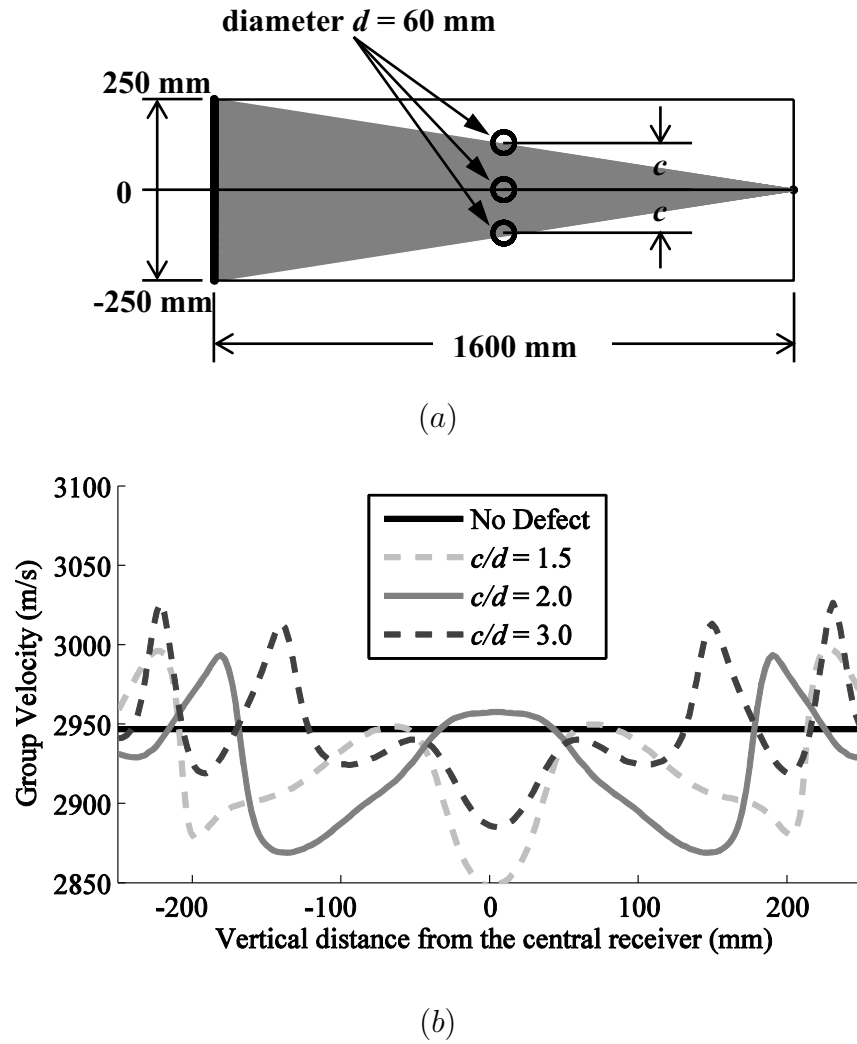 diameter d = 60 mm
250 mm
0
-250 mm
c
c
1600 mm
(a)
3100
3050
3000
2950
2900
2850
Group Velocity (m/s)
No Defect
c/d = 1.5
c/d = 2.0
c/d = 3.0
-200
-100
0
100
200
Vertical distance from the central receiver (mm)
(b)